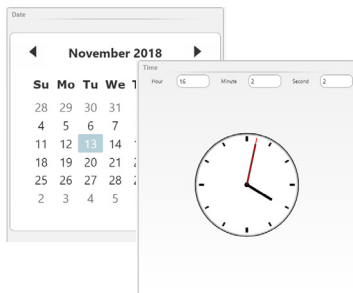 Date
November 2018
Su Mo Tu We
28 29 30 31
4 5 6 7
11 12 13 14
18 19 20 21
25 26 27 28
2 3 4 5
Time
Hour 16 Minute 2 Second 2